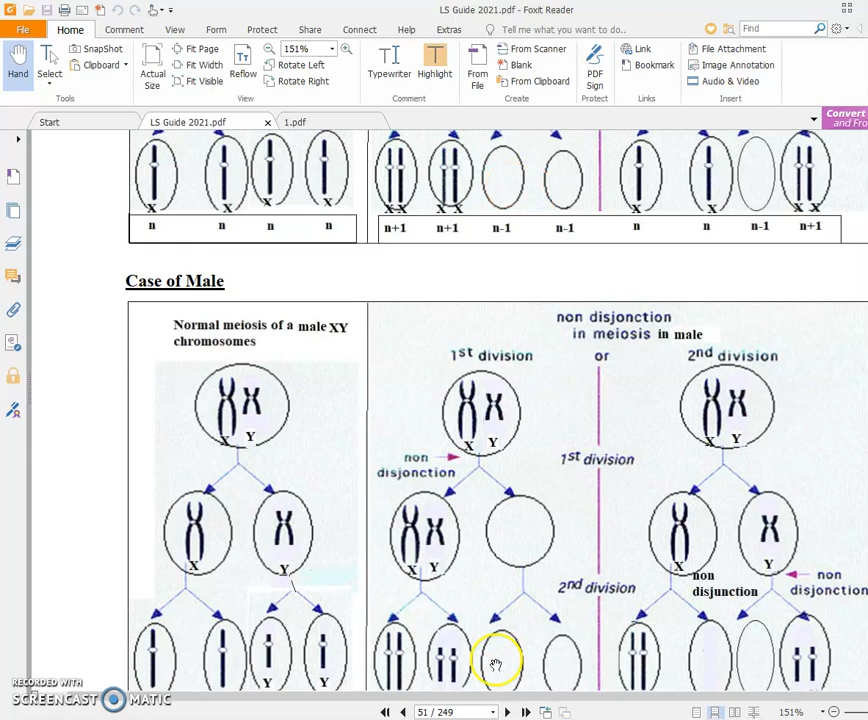 LS Guide 2021.pdf - Foxit Reader
File Home Comment View Form Protect Share Connect Help Extras Tell me what you want to do.. Find
Hand
Select
SnapShot
Clipboard
Actual Size
Fit Page
Fit Width
Fit Visible
Reflow
151%
Rotate Left
Rotate Right
Typewriter
Highlight
From File
From Scanner
Blank
From Clipboard
PDF Sign
Link
Bookmark
File Attachment
Image Annotation
Audio & Video
Tools View Comment Create Protect Links Insert
Start LS Guide 2021.pdf 1.pdf
Convert
and Fro
X X X X X X X X X X X X
n n n n n+1 n+1 n-1 n-1 n n n-1 n+1
Case of Male
Normal meiosis of a male XY
chromosomes
non disjonction
in meiosis in male
1st division or 2nd division
X Y X Y X Y
non
disjunction
1st division
X Y X Y X Y
non
disjunction
2nd division
non
disjonction
Y Y
RECORDED WITH
SCREENCAST MATIC
51 / 249
151%